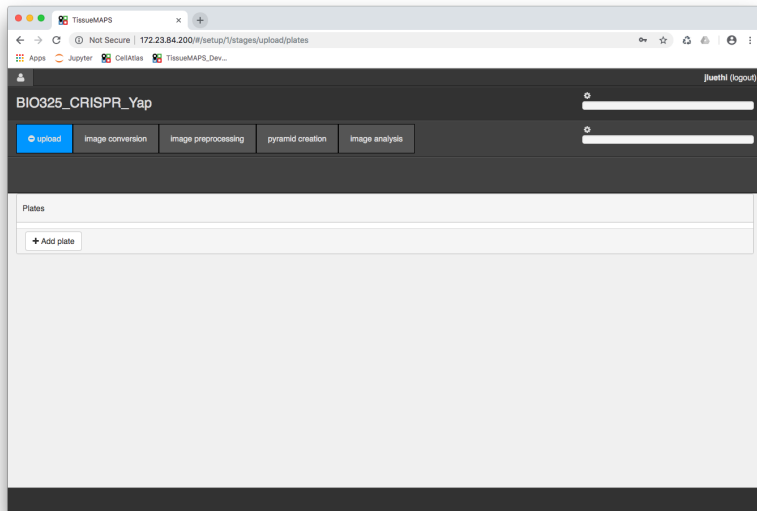 TissueMAPS
Not Secure | 172.23.84.200/#/setup/1/stages/upload/plates
Apps Jupyter CellAtlas TissueMAPS_Dev...
jluethi (logout)
BIO325_CRISPR_Yap
upload image conversion image preprocessing pyramid creation image analysis
Plates
+ Add plate